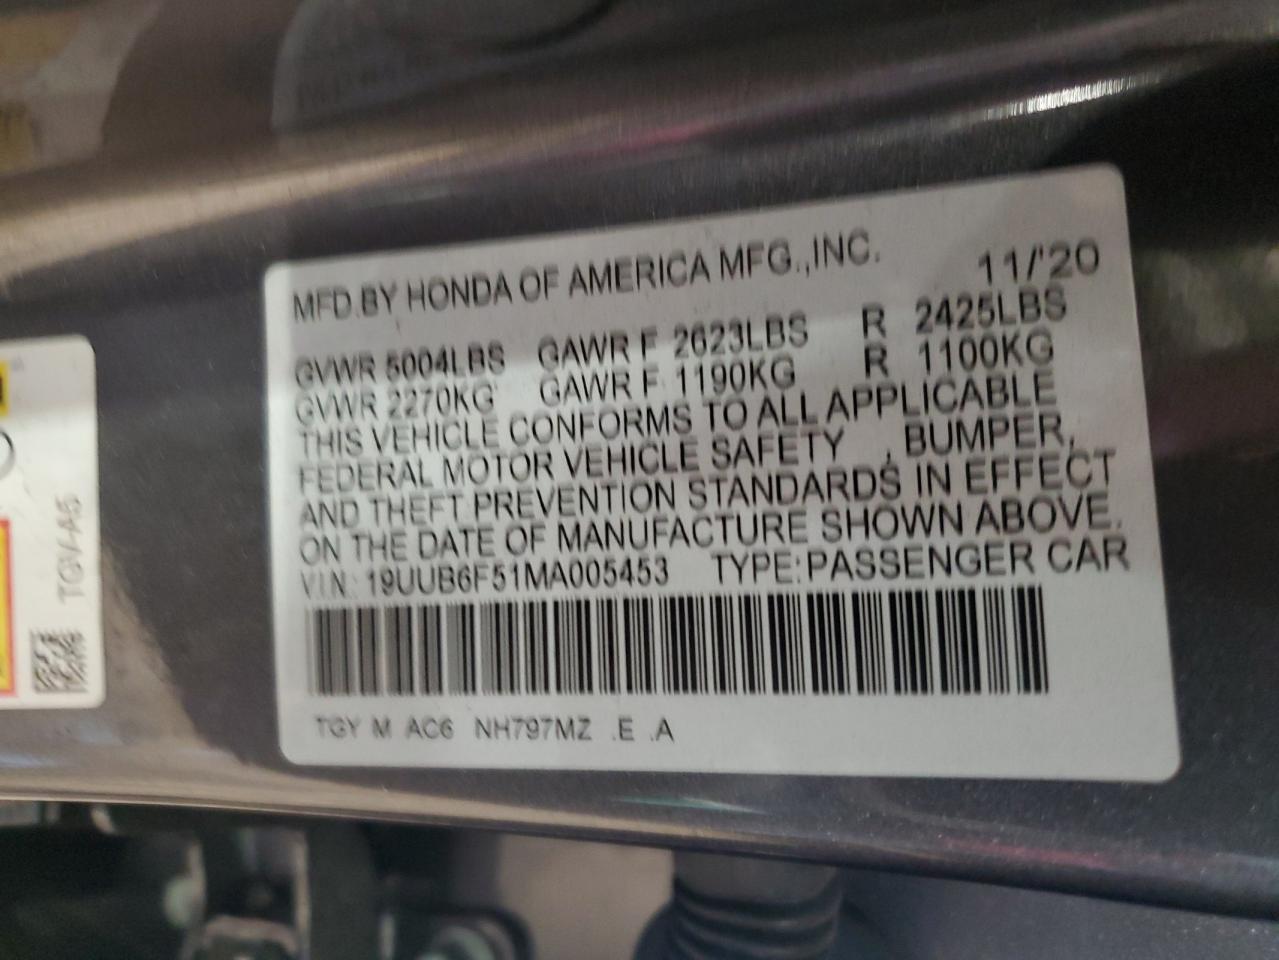 MFD.BY HONDA OF AMERICA MFG.,INC. 11/'20
GVWR 5004LBS GAWR F 2623LBS R 2425LBS
GVWR 2270KG GAWR F 1190KG R 1100KG
THIS VEHICLE CONFORMS TO ALL APPLICABLE
FEDERAL MOTOR VEHICLE SAFETY , BUMPER,
AND THEFT PREVENTION STANDARDS IN EFFECT
ON THE DATE OF MANUFACTURE SHOWN ABOVE.
V.I.N: 19UUB6F51MA005453 TYPE: PASSENGER CAR
TGY M AC6 NH797MZ .E .A
TGV-A5